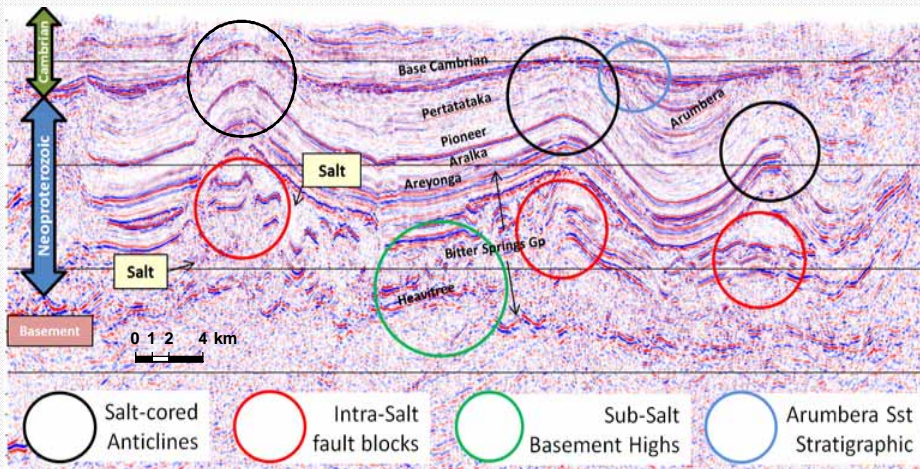 Cambrian
Neoproterozoic
Base Cambrian
Pertatataka
Arumbera
Pioneer
Aralka
Areyonga
Salt
Bitter Springs Gp
Salt
Heavitree
Basement
0 1 2 4 km
Salt-cored
Anticlines
Intra-Salt
fault blocks
Sub-Salt
Basement Highs
Arumbera Sst
Stratigraphic